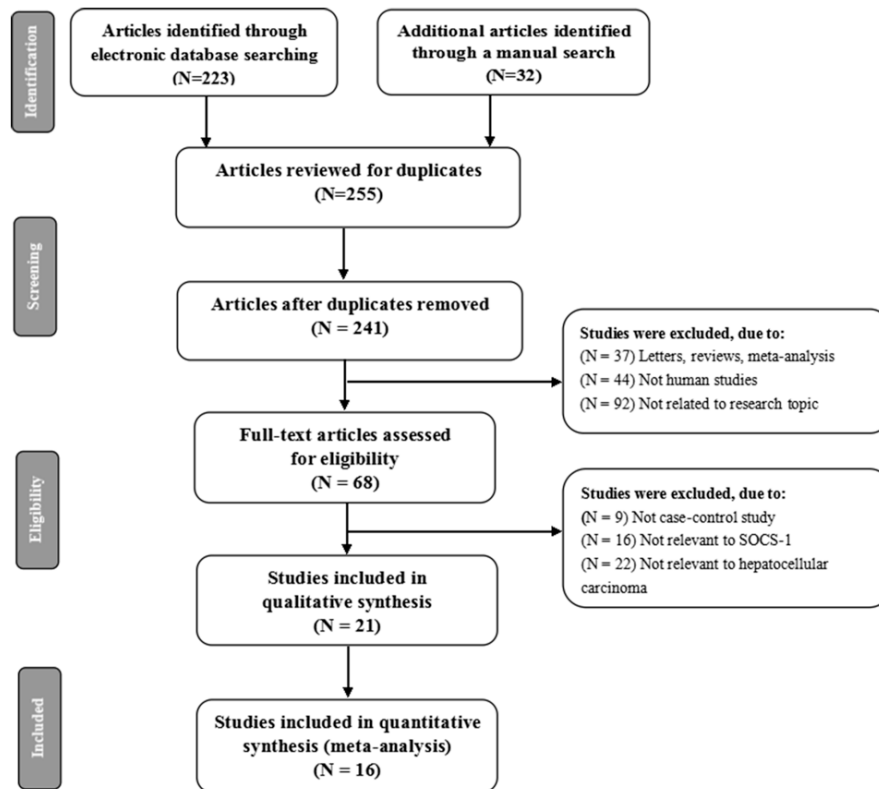 Identification
Articles identified through
electronic database searching
(N=223)
Additional articles identified
through a manual search
(N=32)
Articles reviewed for duplicates
(N=255)
Screening
Articles after duplicates removed
(N = 241)
Studies were excluded, due to:
(N = 37) Letters, reviews, meta-analysis
(N = 44) Not human studies
(N = 92) Not related to research topic
Full-text articles assessed
for eligibility
(N = 68)
Eligibility
Studies were excluded, due to:
(N = 9) Not case-control study
(N = 16) Not relevant to SOCS-1
(N = 22) Not relevant to hepatocellular
carcinoma
Studies included in
qualitative synthesis
(N = 21)
Included
Studies included in quantitative
synthesis (meta-analysis)
(N = 16)